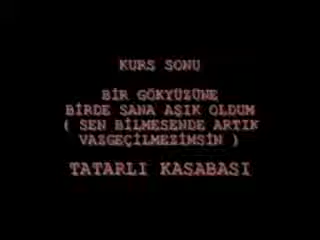 KURS SONU
BİR GÖKYÜZÜNE
BİRDE SANA AŞIK OLDUM
( SEN BİLMESENDE ARTIK
VAZGEÇİLMEZİMSİN )
TATARLI KASABASI